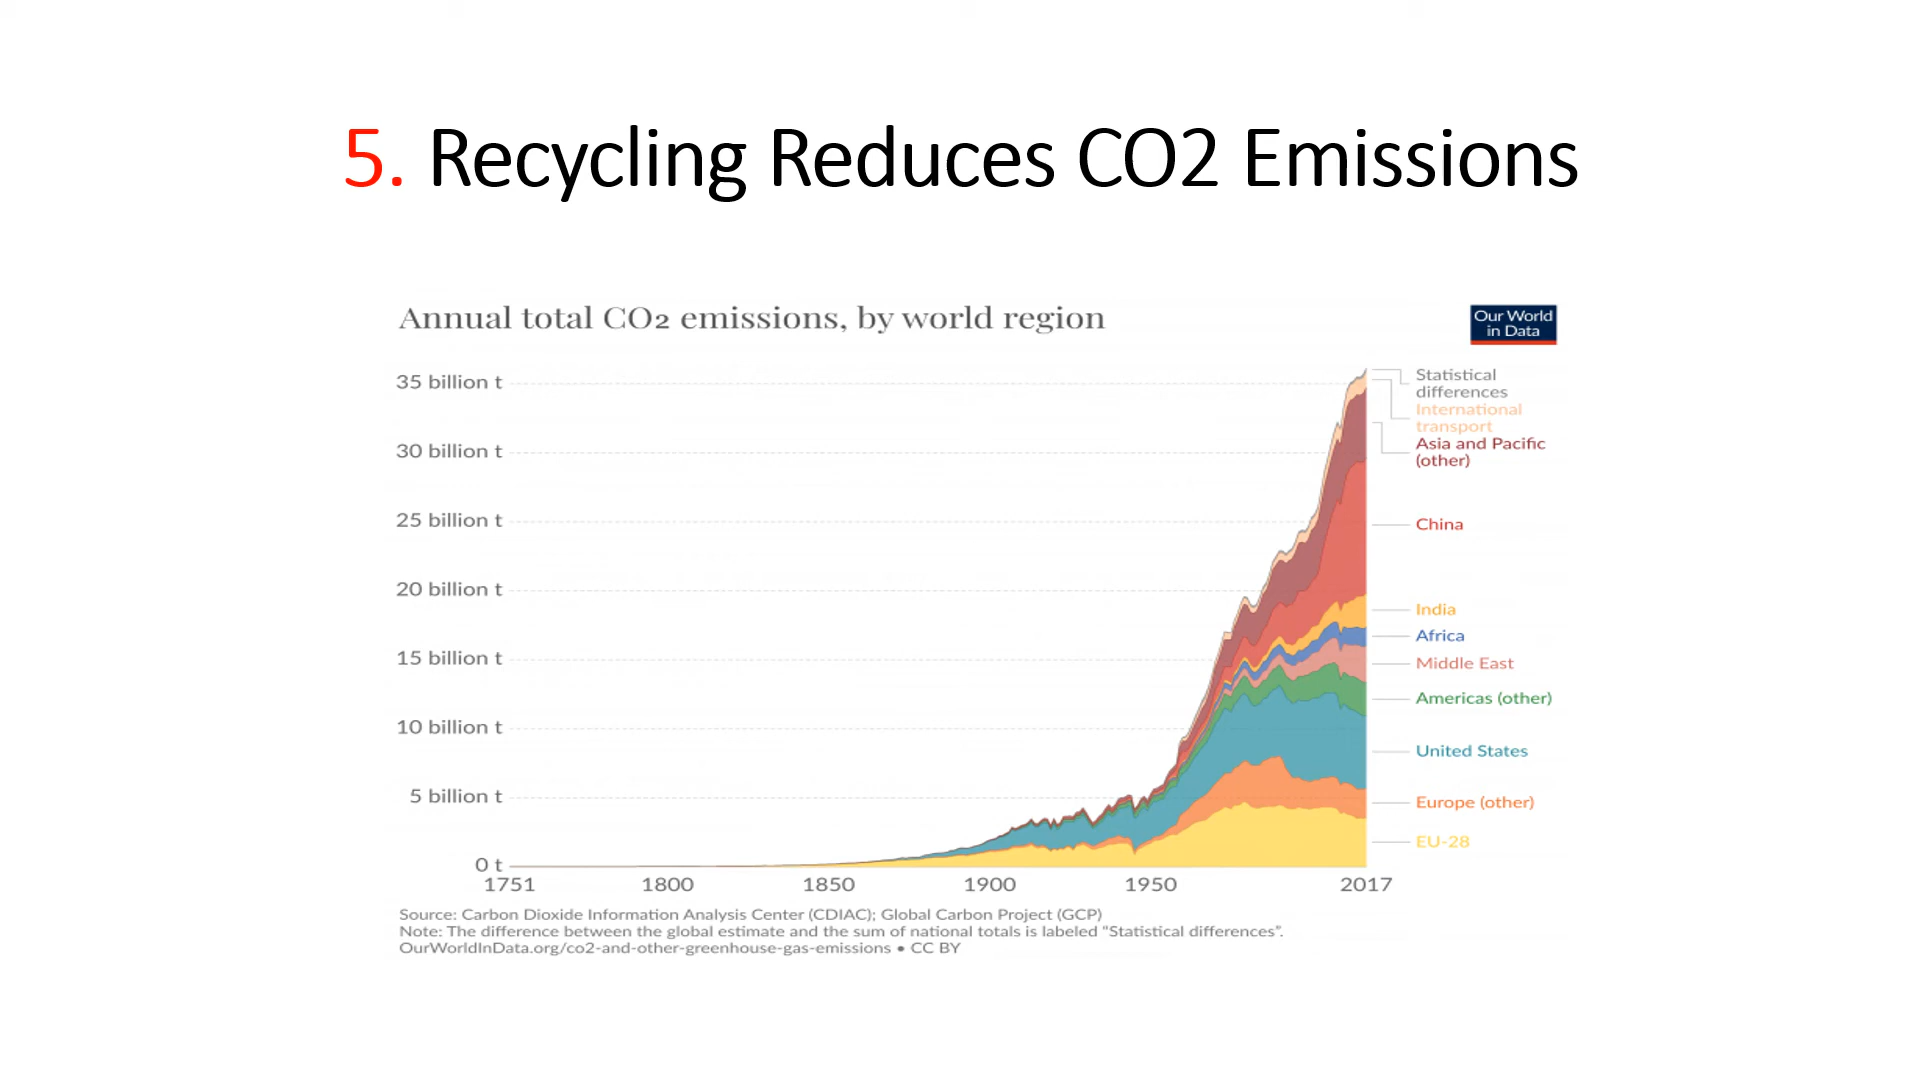 5. Recycling Reduces CO2 Emissions
Annual total CO2 emissions, by world region
Our World
in Data
35 billion t
30 billion t
25 billion t
20 billion t
15 billion t
10 billion t
5 billion t
0 t
1751
1800
1850
1900
1950
2017
Statistical
differences
International
transport
Asia and Pacific
(other)
China
India
Africa
Middle East
Americas (other)
United States
Europe (other)
EU-28
Source: Carbon Dioxide Information Analysis Center (CDIAC); Global Carbon Project (GCP)
Note: The difference between the global estimate and the sum of national totals is labeled "Statistical differences".
OurWorldInData.org/co2-and-other-greenhouse-gas-emissions • CC BY